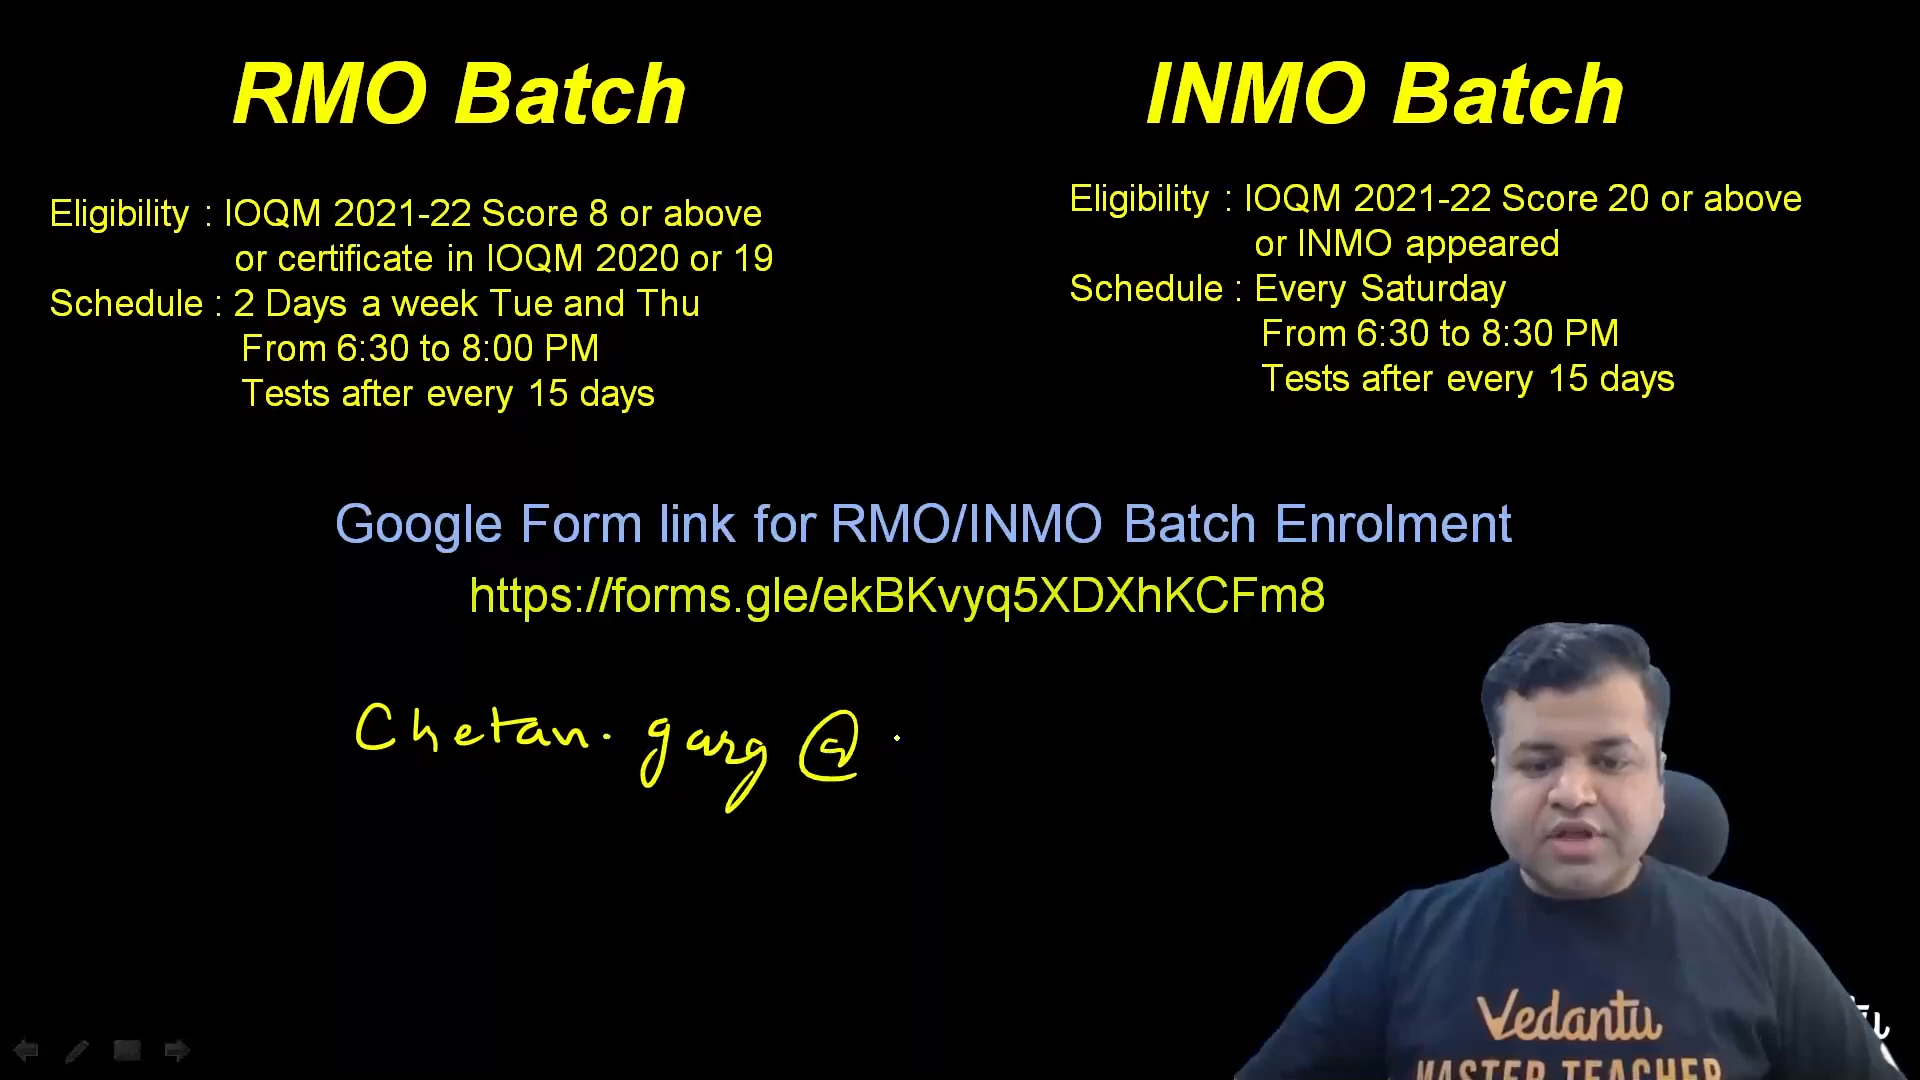 RMO Batch
Eligibility : IOQM 2021-22 Score 8 or above
or certificate in IOQM 2020 or 19
Schedule : 2 Days a week Tue and Thu
From 6:30 to 8:00 PM
Tests after every 15 days
INMO Batch
Eligibility : IOQM 2021-22 Score 20 or above
or INMO appeared
Schedule : Every Saturday
From 6:30 to 8:30 PM
Tests after every 15 days
Google Form link for RMO/INMO Batch Enrolment
https://forms.gle/ekBKvyq5XDXhKCFm8
Chetan. garg @
Vedantu
MASTER TEACHER